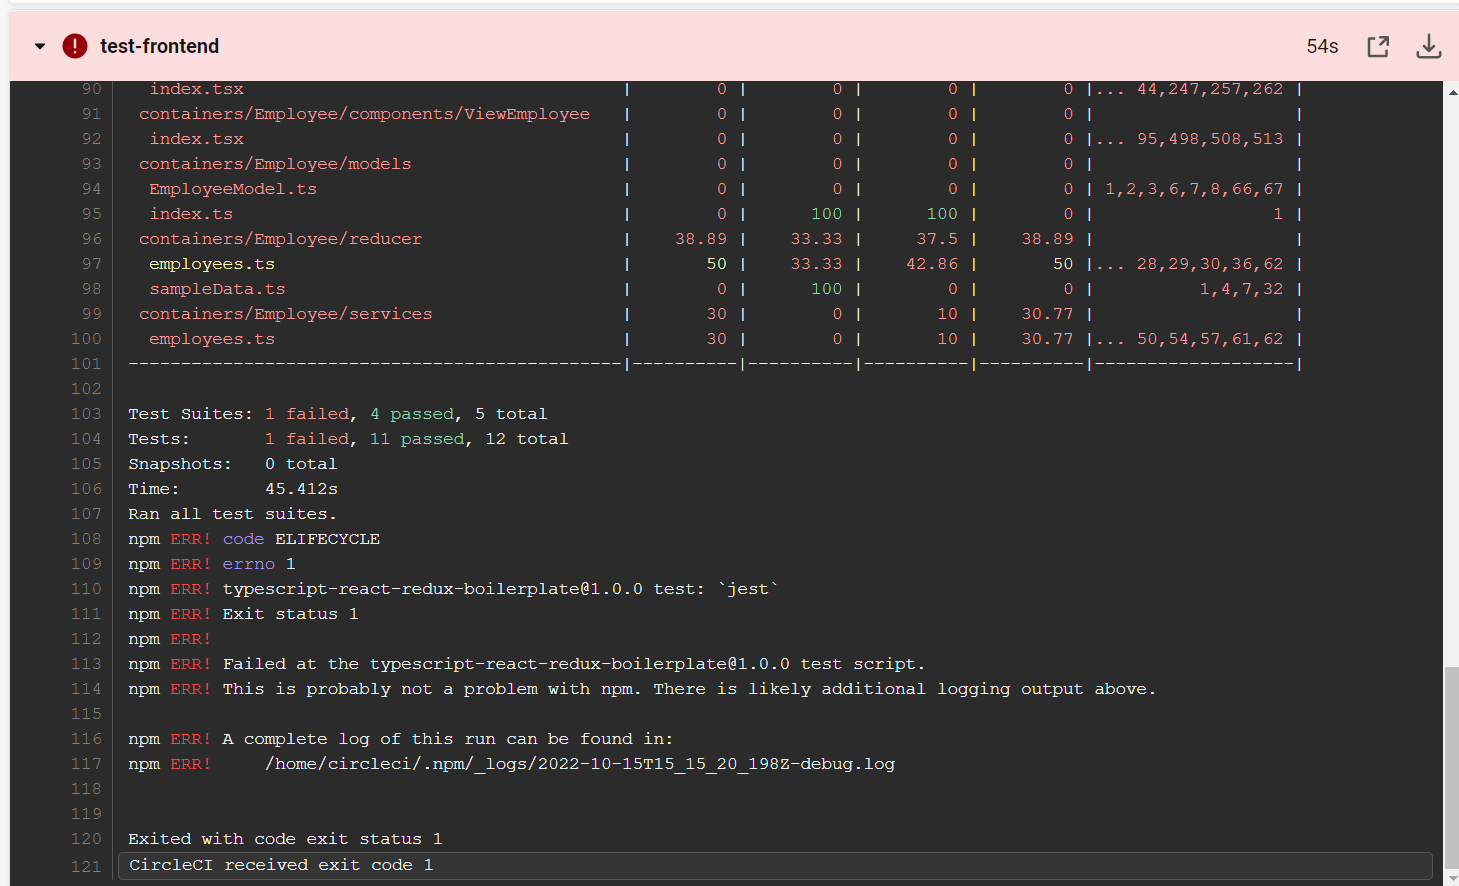 test-frontend 54s
90 index.tsx | 0 | 0 | 0 | 0 |... 44,247,257,262 |
91 containers/Employee/components/ViewEmployee | 0 | 0 | 0 | 0 | |
92 index.tsx | 0 | 0 | 0 | 0 |... 95,498,508,513 |
93 containers/Employee/models | 0 | 0 | 0 | 0 | |
94 EmployeeModel.ts | 0 | 0 | 0 | 0 | 1,2,3,6,7,8,66,67 |
95 index.ts | 0 | 100 | 100 | 0 | 1 |
96 containers/Employee/reducer | 38.89 | 33.33 | 37.5 | 38.89 | |
97 employees.ts | 50 | 33.33 | 42.86 | 50 |... 28,29,30,36,62 |
98 sampleData.ts | 0 | 100 | 0 | 0 | 1,4,7,32 |
99 containers/Employee/services | 30 | 0 | 10 | 30.77 | |
100 employees.ts | 30 | 0 | 10 | 30.77 |... 50,54,57,61,62 |
101 -----------------------------------------------|----------|----------|----------|----------|-------------------|
102
103 Test Suites: 1 failed, 4 passed, 5 total
104 Tests: 1 failed, 11 passed, 12 total
105 Snapshots: 0 total
106 Time: 45.412s
107 Ran all test suites.
108 npm ERR! code ELIFECYCLE
109 npm ERR! errno 1
110 npm ERR! typescript-react-redux-boilerplate@1.0.0 test: `jest`
111 npm ERR! Exit status 1
112 npm ERR!
113 npm ERR! Failed at the typescript-react-redux-boilerplate@1.0.0 test script.
114 npm ERR! This is probably not a problem with npm. There is likely additional logging output above.
115
116 npm ERR! A complete log of this run can be found in:
117 npm ERR! /home/circleci/.npm/_logs/2022-10-15T15_15_20_198Z-debug.log
118
119
120 Exited with code exit status 1
121 CircleCI received exit code 1